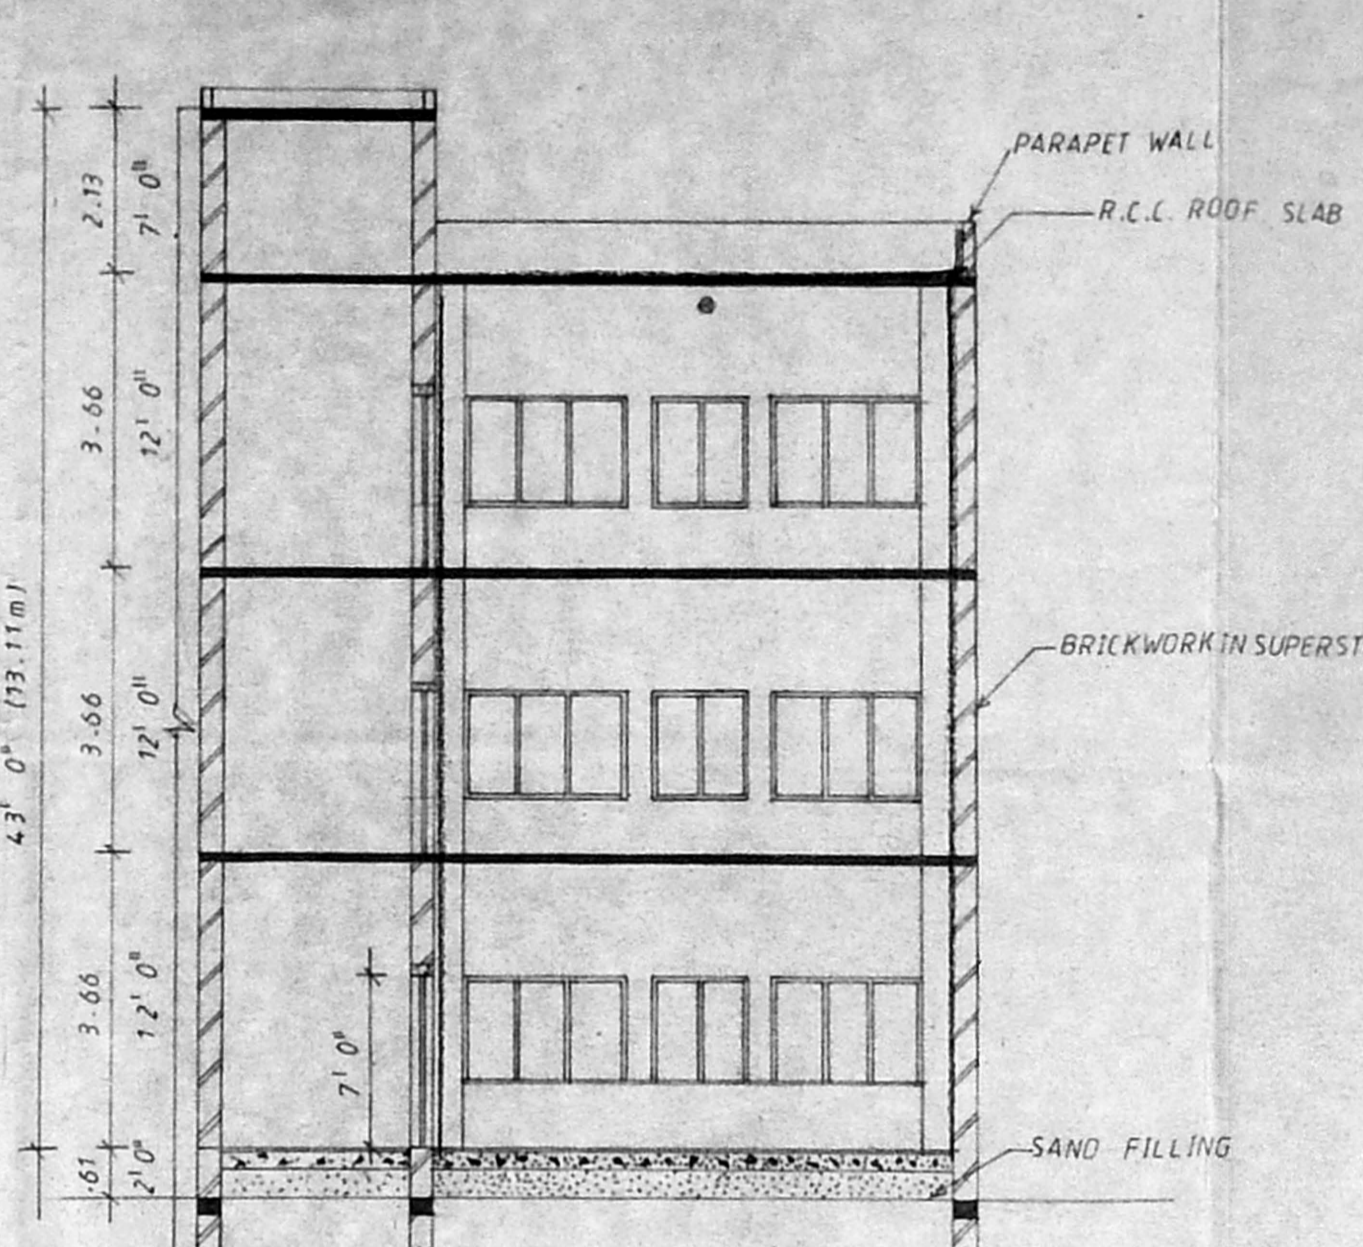 PARAPET WALL
R.C.C. ROOF SLAB
2.13
7' 0"
3.66
12' 0"
43' 0" (13.11m)
BRICKWORK IN SUPERST
3.66
12' 0"
3.66
12' 0"
7' 0"
SAND FILLING
.61
2' 0"